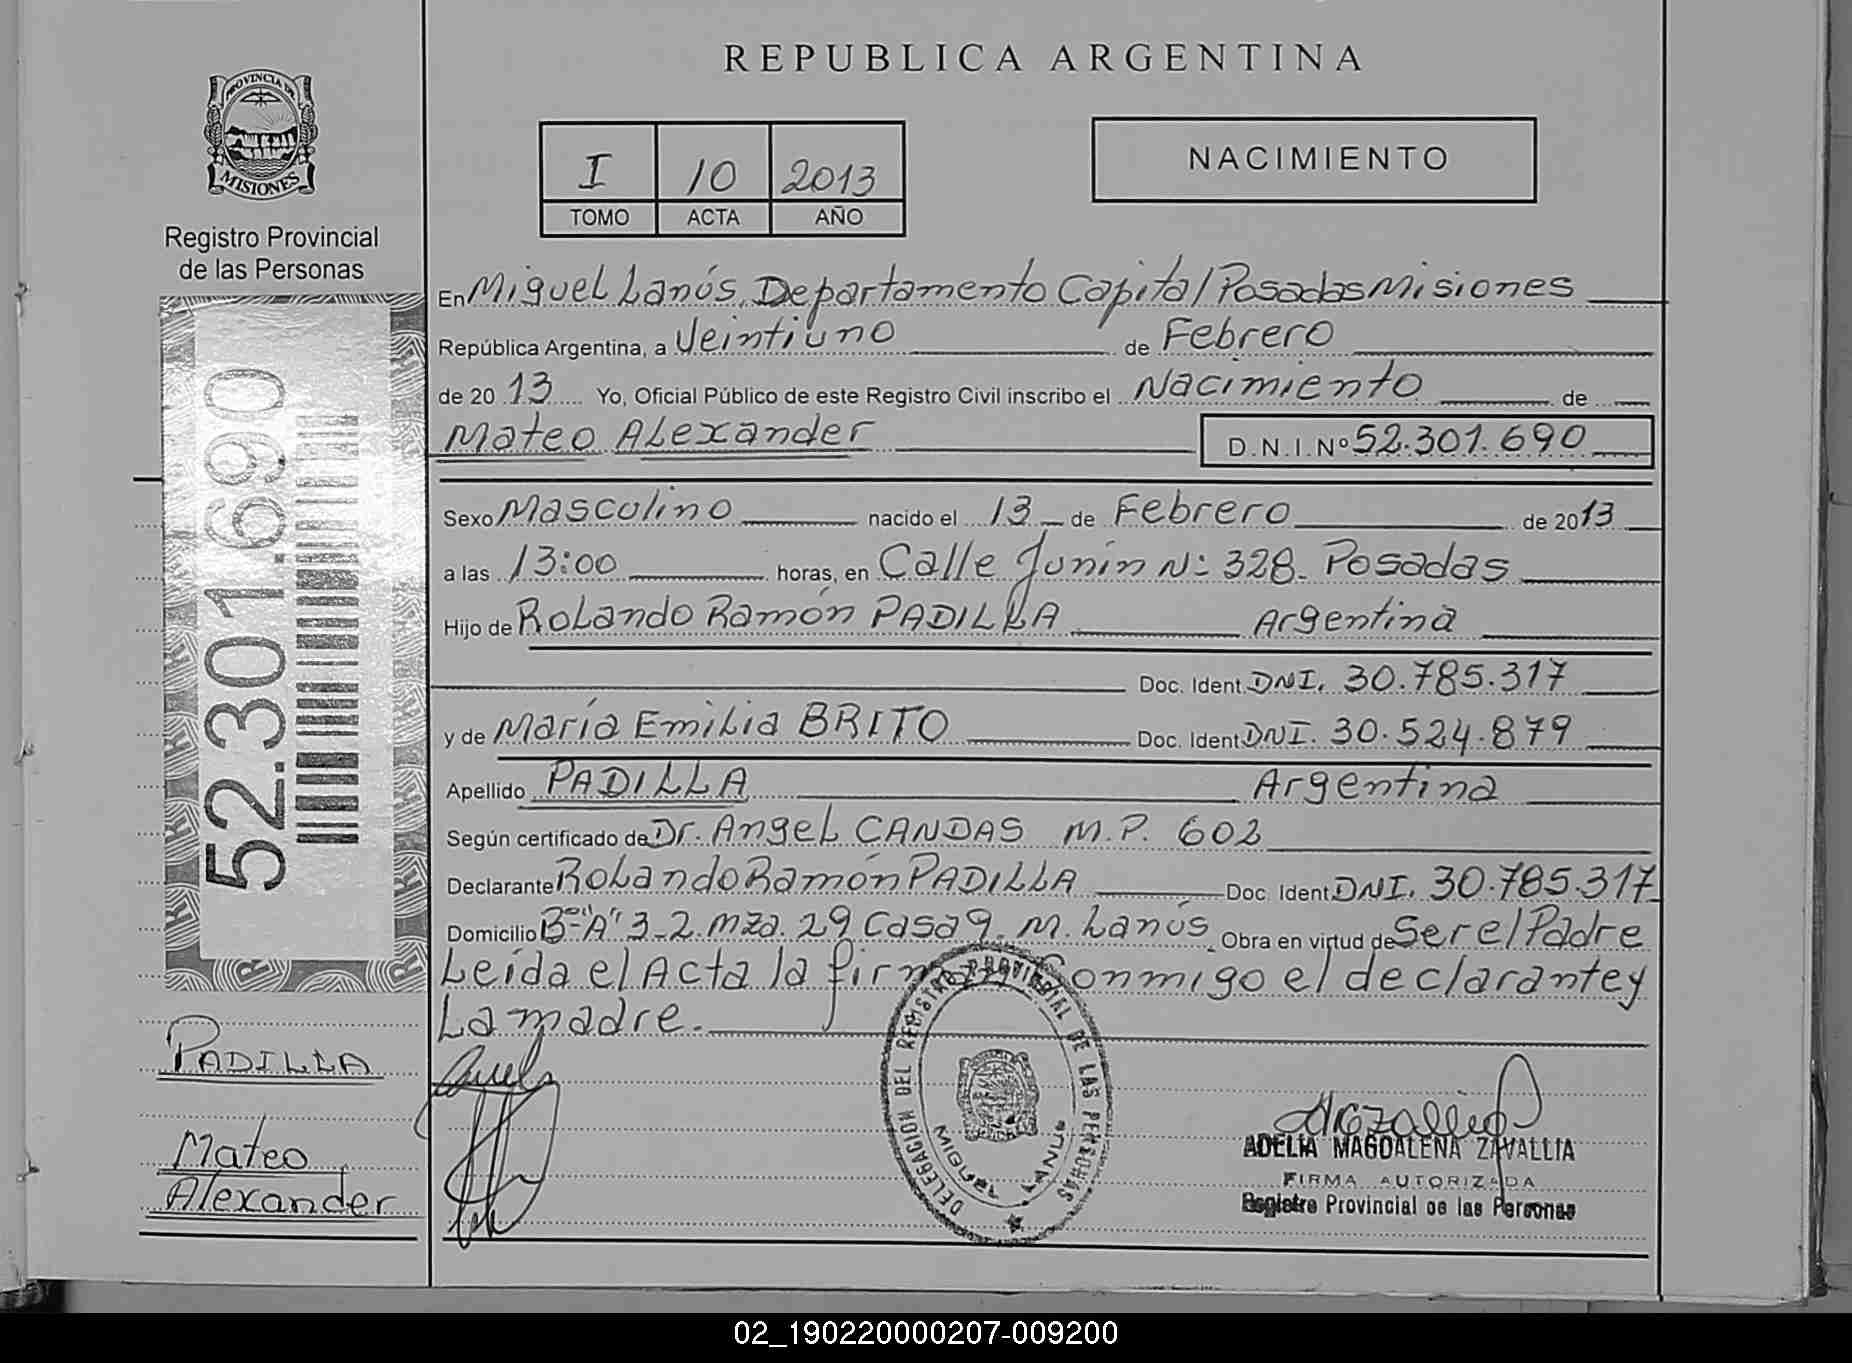 REPUBLICA ARGENTINA
PROVINCIA DE
MISIONES
Registro Provincial
de las Personas
I 10 2013
TOMO ACTA AÑO
NACIMIENTO
En Miguel Lanús, Departamento Capital Posadas Misiones
República Argentina, a Veintiuno de Febrero
de 20 13 Yo, Oficial Público de este Registro Civil inscribo el Nacimiento de
Mateo Alexander D.N.I.Nº 52.301.690
Sexo Masculino nacido el 13 de Febrero de 2013
a las 13:00 horas, en Calle Junín N: 328. Posadas
Hijo de Rolando Ramón PADILLA Argentina
Doc. Ident. DNI. 30.785.317
y de María Emilia BRITO Doc. Ident DNI. 30.524.879
Apellido PADILLA Argentina
Según certificado de Dr. Angel CANDAS M.P. 602
Declarante Rolando Ramón PADILLA Doc. Ident. DNI. 30.785.317
Domicilio Bº "A" 3-2. mza. 29 Casa 9. M. Lanús Obra en virtud de Ser el Padre
Leída el Acta la firman Conmigo el declarante y
La madre.
52.301.690
PADILLA
Mateo
Alexander
DELEGACION DEL REGISTRO PROVINCIAL DE LAS PERSONAS
MIGUEL LANUS
ADELIA MAGDALENA ZAVALLIA
FIRMA AUTORIZADA
Registro Provincial de las Personas
02_190220000207-009200